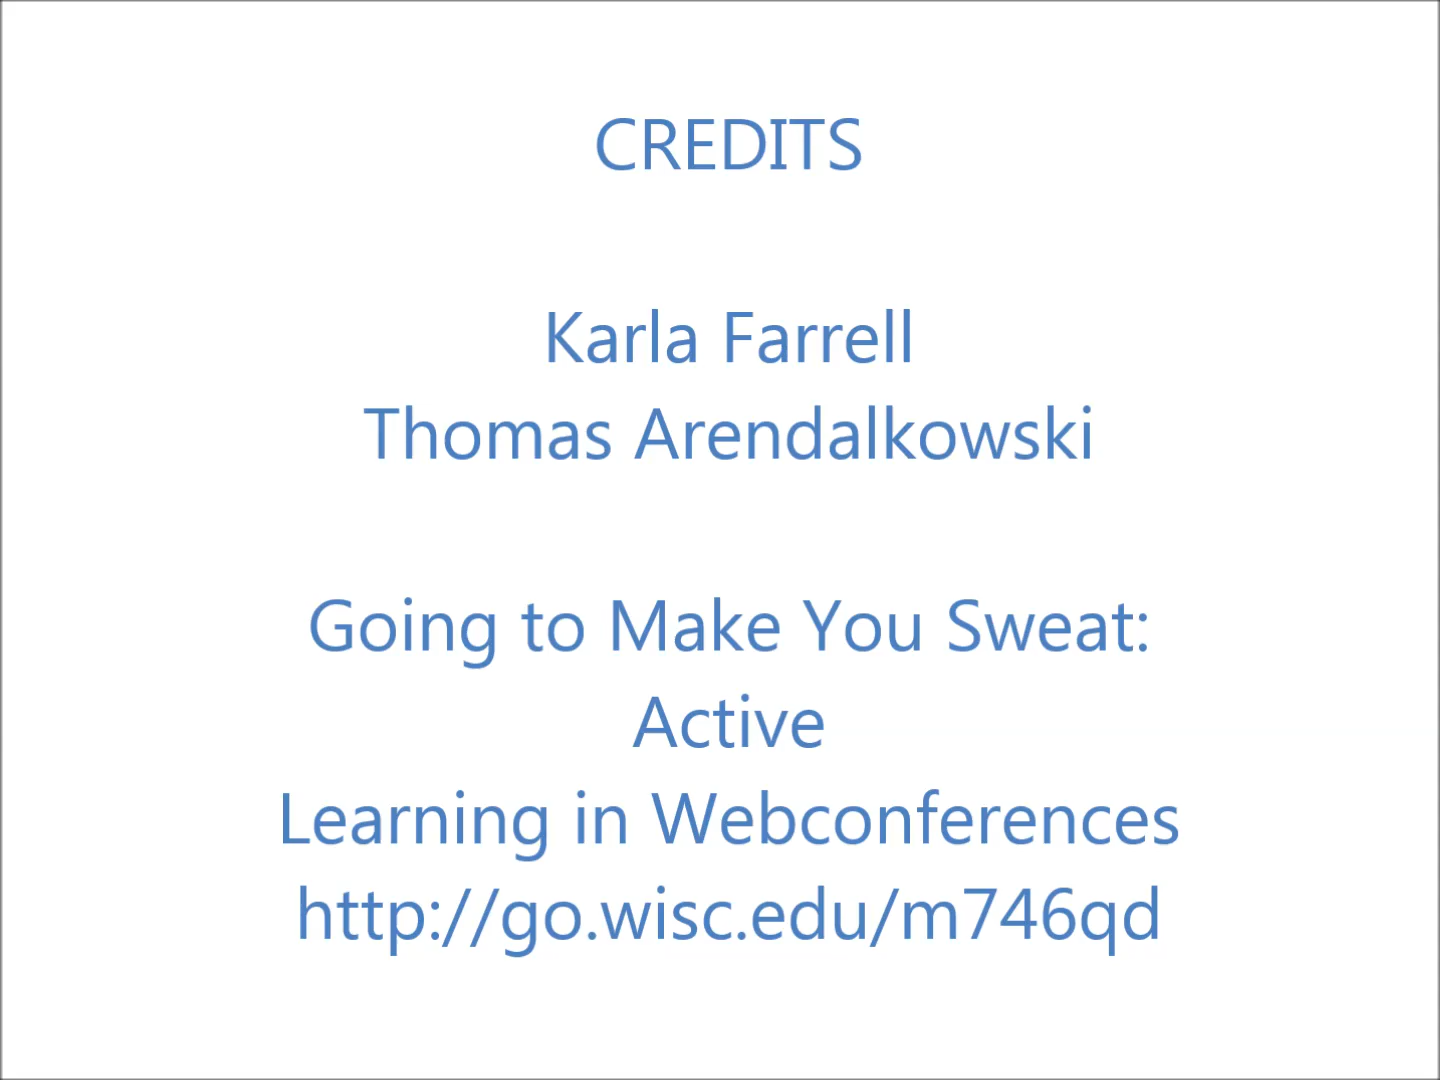 CREDITS
Karla Farrell
Thomas Arendalkowski
Going to Make You Sweat:
Active
Learning in Webconferences
http://go.wisc.edu/m746qd